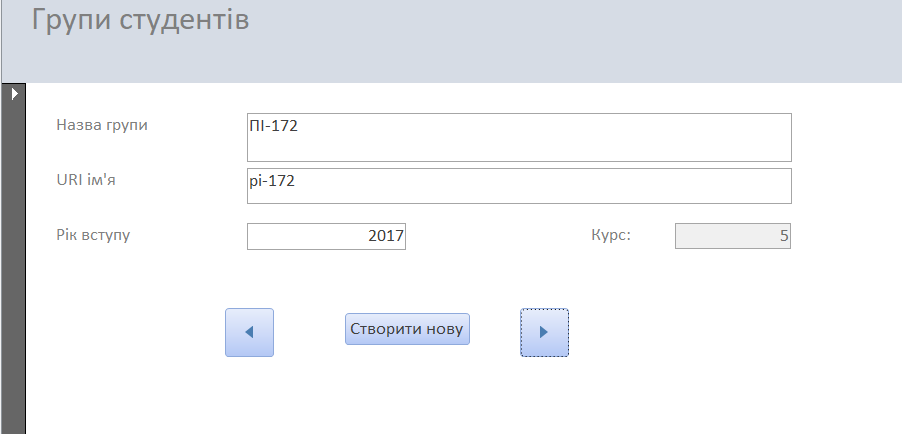 Групи студентів
Назва групи
ПІ-172
URI ім'я
pi-172
Рік вступу
2017
Курс:
5
Створити нову